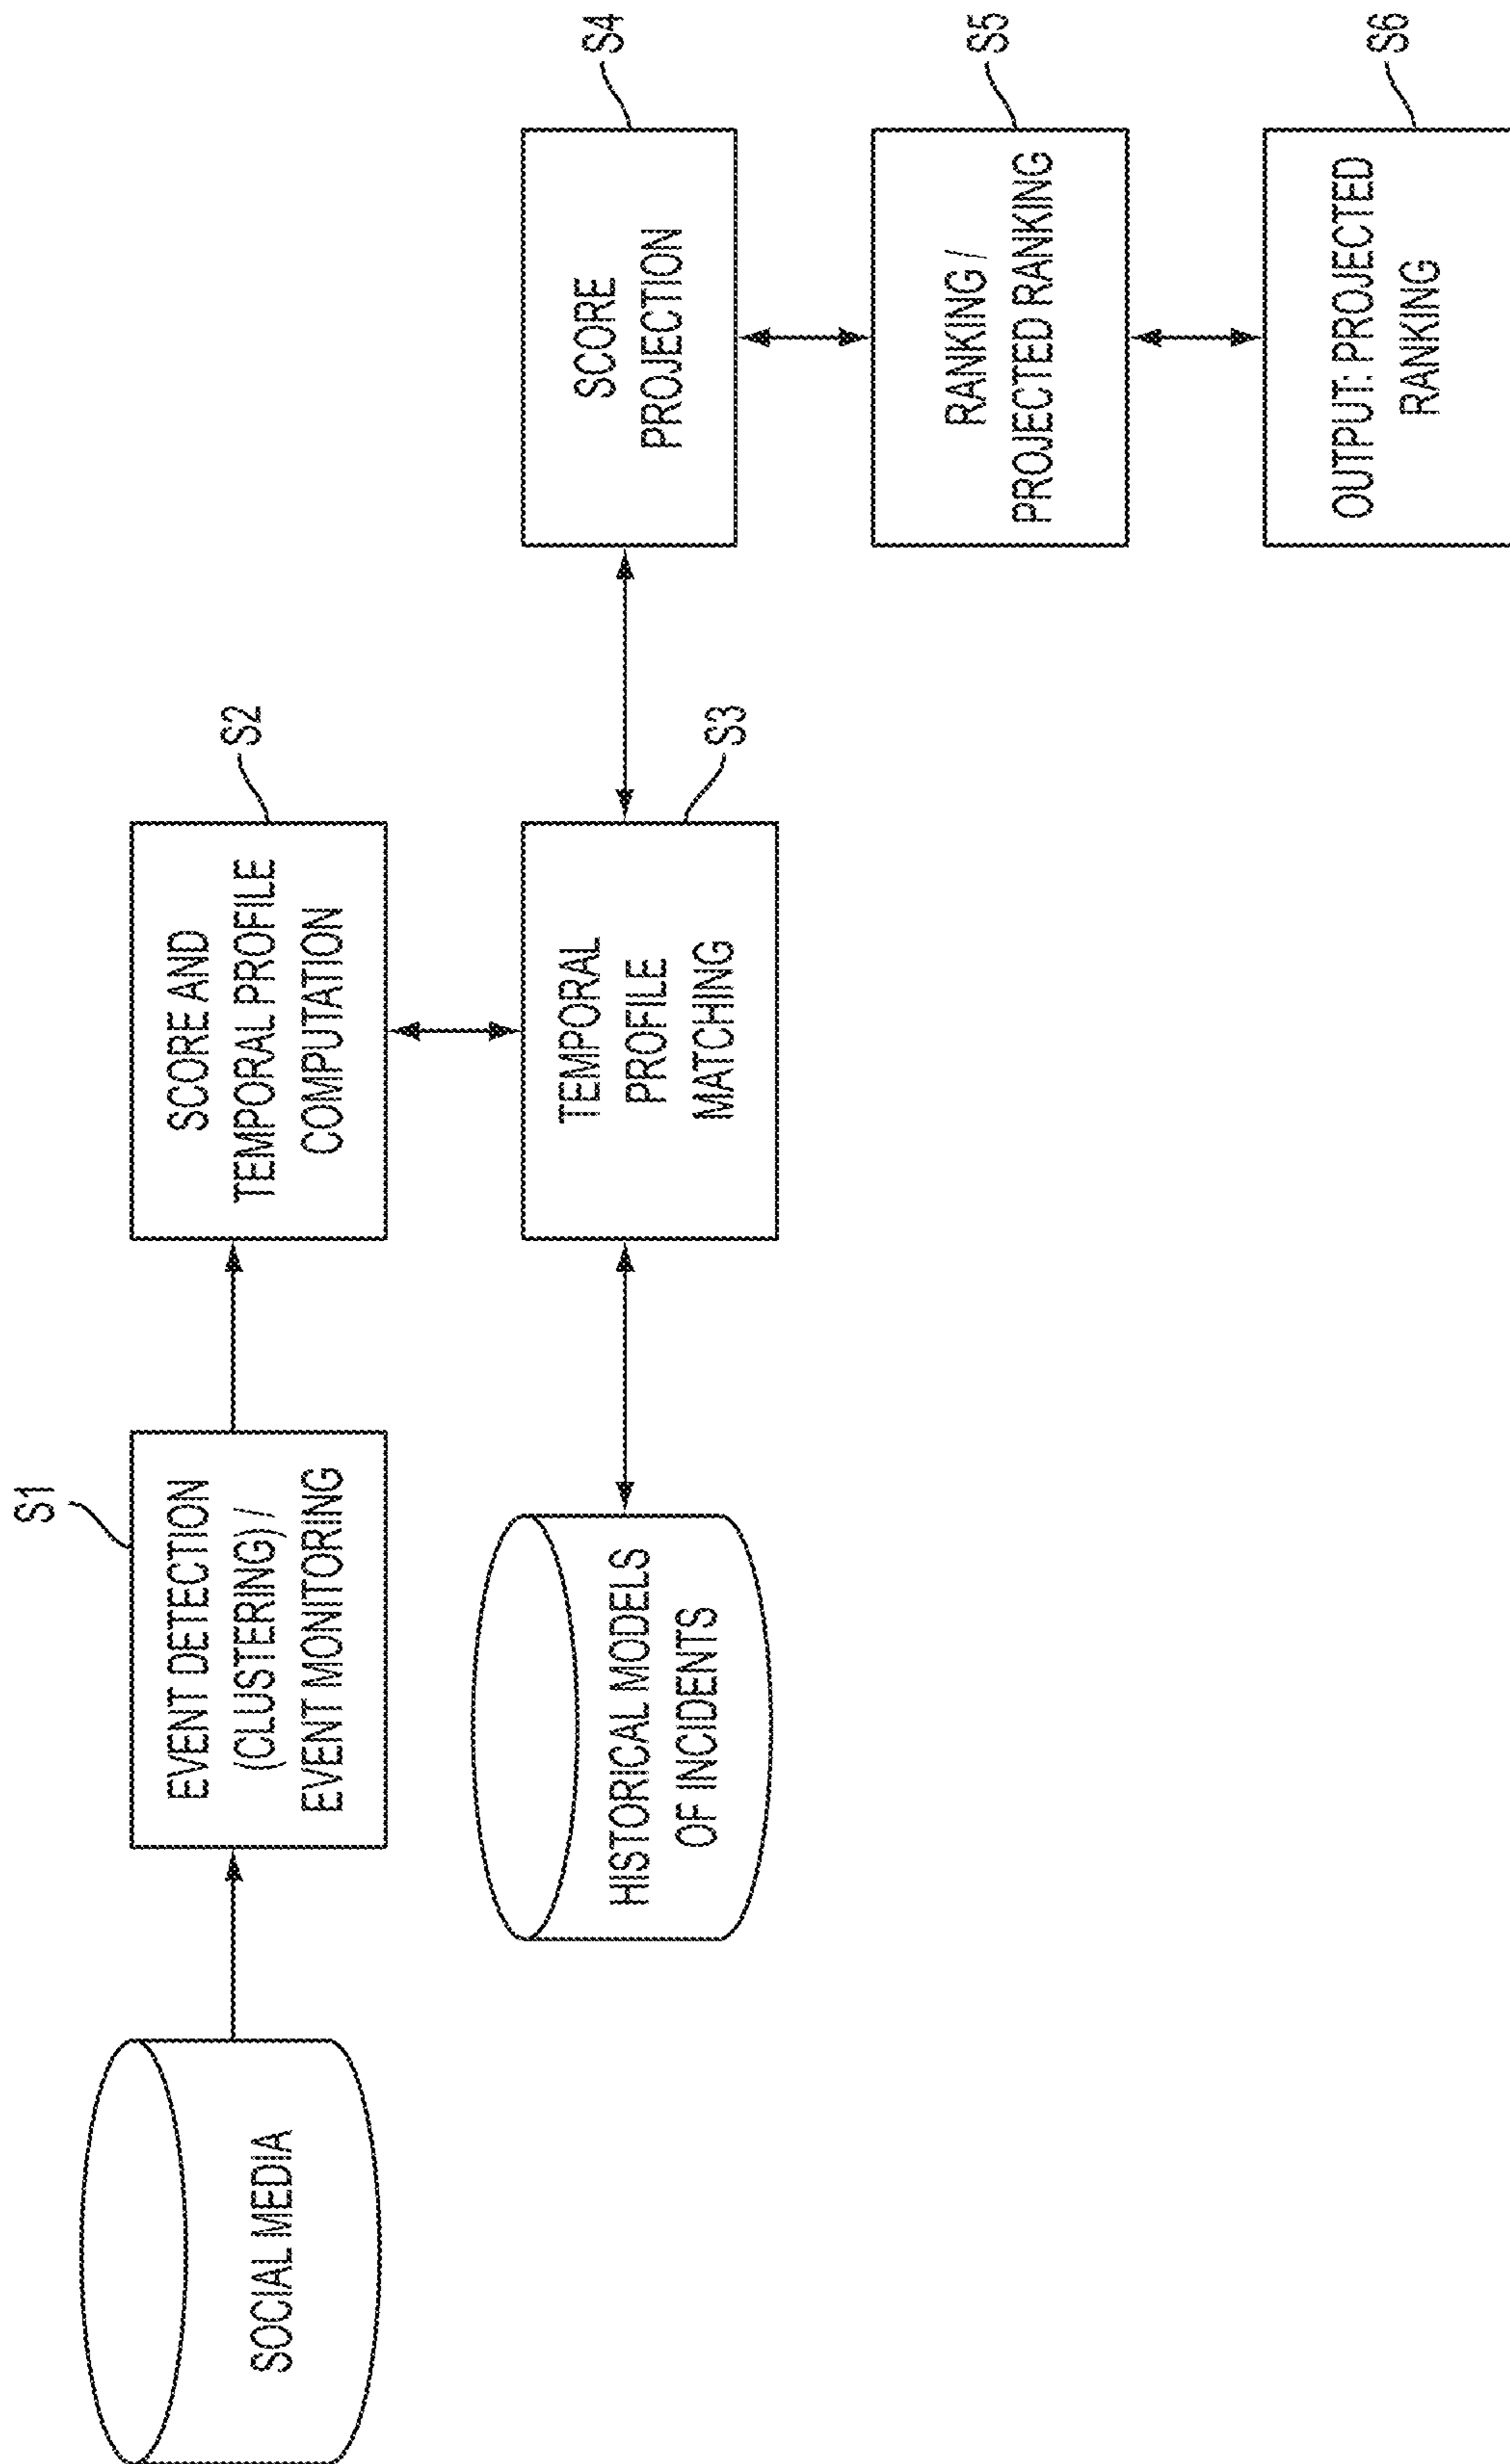 SOCIAL MEDIA
S1
EVENT DETECTION
(CLUSTERING) /
EVENT MONITORING
S2
SCORE AND
TEMPORAL PROFILE
COMPUTATION
HISTORICAL MODELS
OF INCIDENTS
S3
TEMPORAL
PROFILE
MATCHING
S4
SCORE
PROJECTION
S5
RANKING /
PROJECTED RANKING
S6
OUTPUT: PROJECTED
RANKING